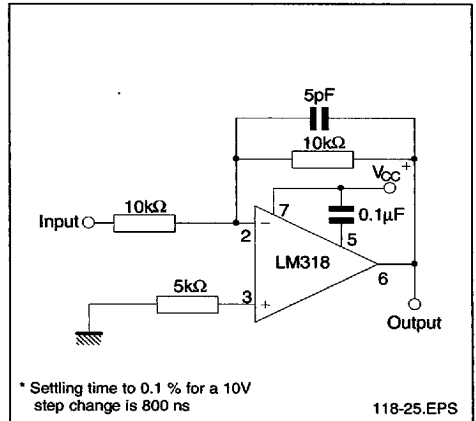 5pF
10kΩ
VCC+
10kΩ
7
0.1μF
Input
2
−
5
LM318
6
5kΩ
3
+
Output
* Settling time to 0.1 % for a 10V
step change is 800 ns
118-25.EPS